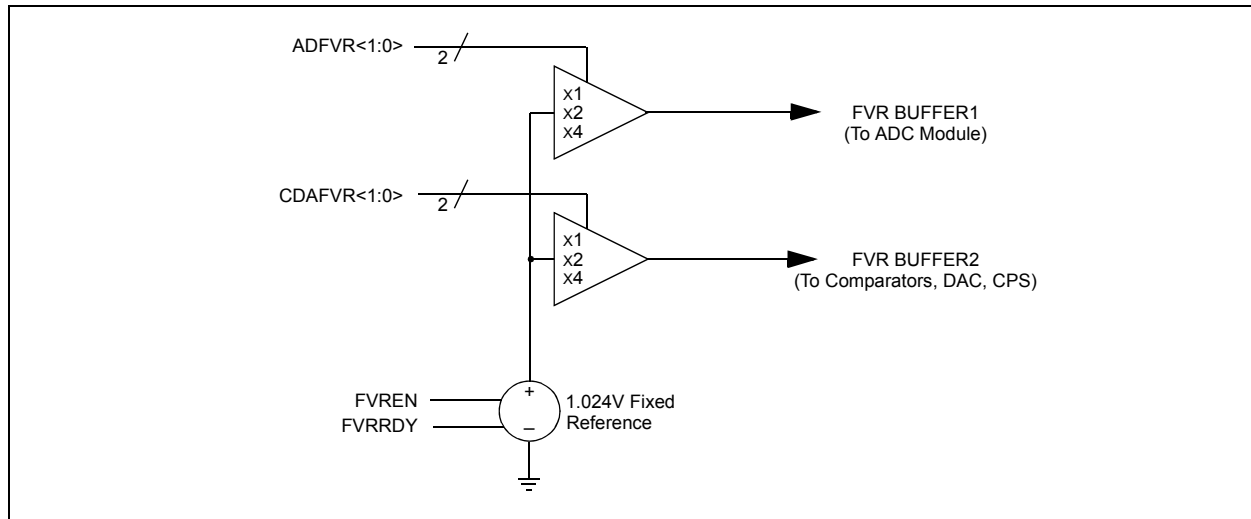 ADFVR<1:0>
2
X1
X2
X4
FVR BUFFER1
(To ADC Module)
CDAFVR<1:0>
2
X1
X2
X4
FVR BUFFER2
(To Comparators, DAC, CPS)
+
FVREN
1.024V Fixed
FVRRDY
–
Reference